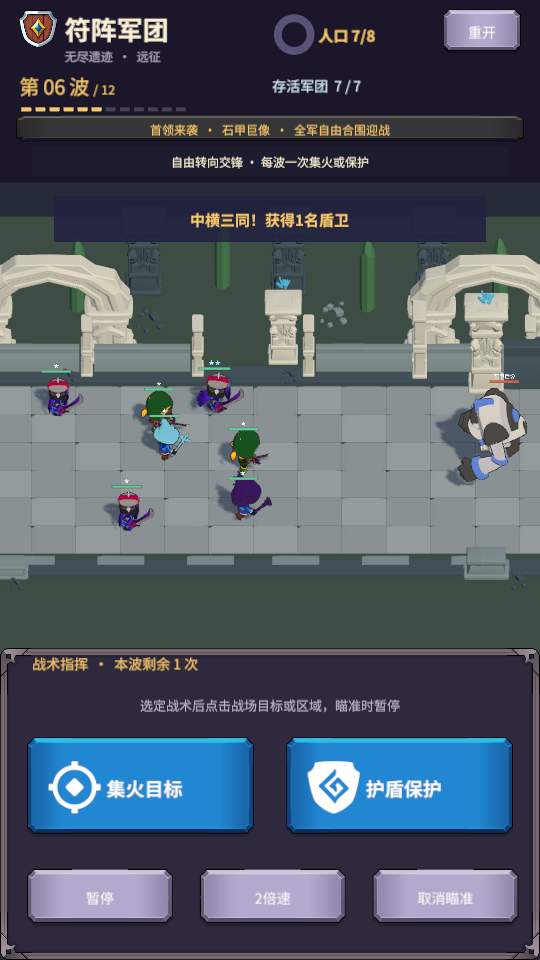 符阵军团
无尽遗迹 · 远征
人口 7/8
重开
第 06 波 / 12
存活军团 7 / 7
首领来袭 · 石甲巨像 · 全军自由合围迎战
自由转向交锋 · 每波一次集火或保护
中横三同！获得1名盾卫
战术指挥 · 本波剩余 1 次
选定战术后点击战场目标或区域，瞄准时暂停
集火目标
护盾保护
暂停
2倍速
取消瞄准